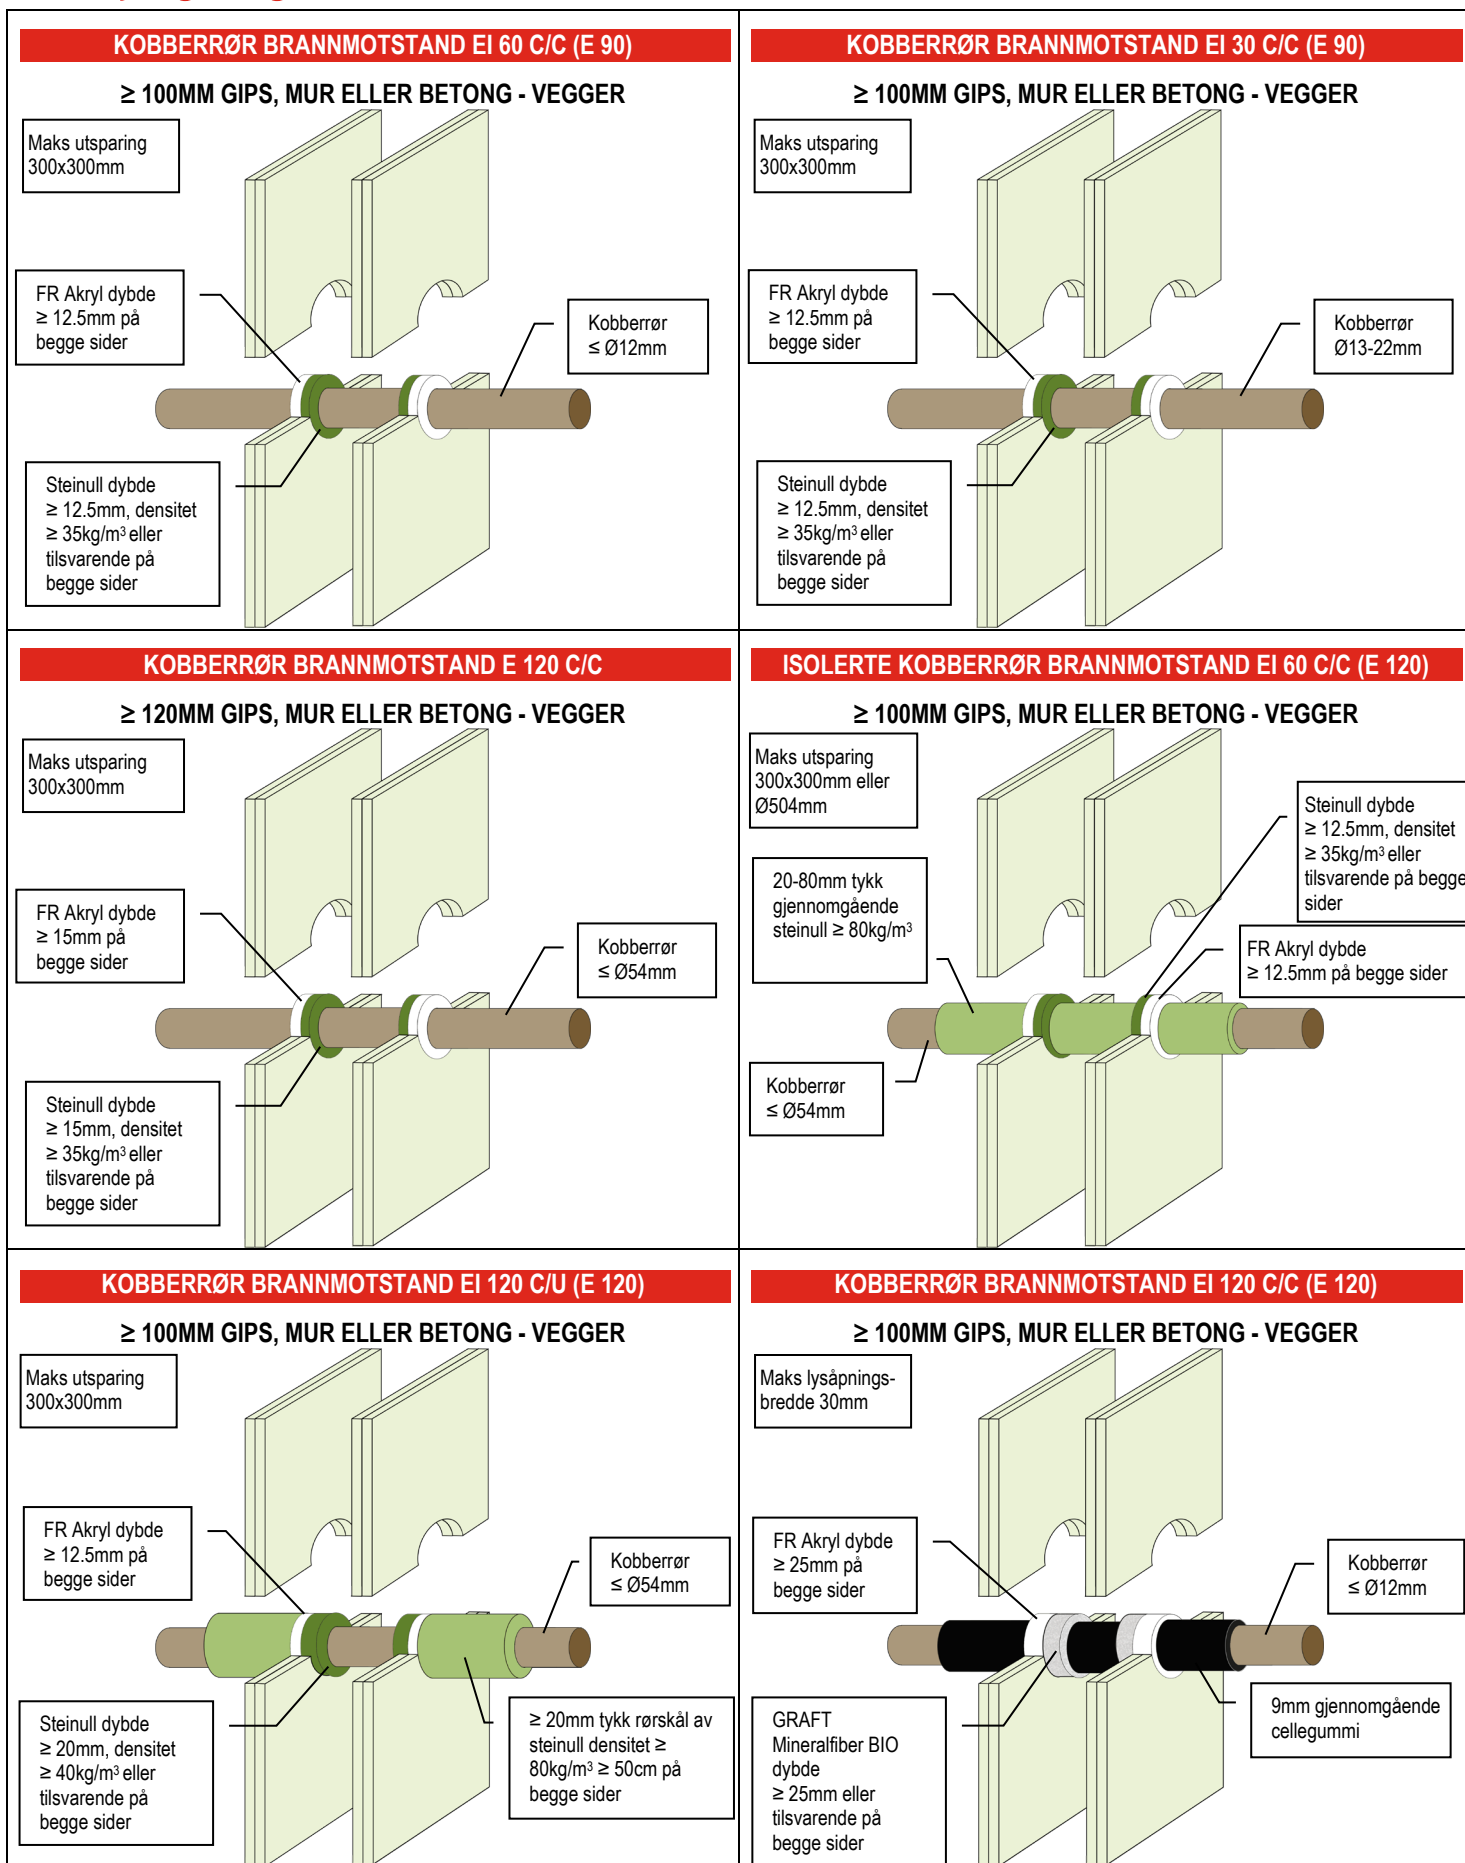 KOBBERRØR BRANNMOTSTAND EI 60 C/C (E 90)
≥ 100MM GIPS, MUR ELLER BETONG - VEGGER
Maks utsparing
300x300mm
FR Akryl dybde
≥ 12.5mm på
begge sider
Kobberrør
≤ Ø12mm
Steinull dybde
≥ 12.5mm, densitet
≥ 35kg/m³ eller
tilsvarende på
begge sider
KOBBERRØR BRANNMOTSTAND EI 30 C/C (E 90)
≥ 100MM GIPS, MUR ELLER BETONG - VEGGER
Maks utsparing
300x300mm
FR Akryl dybde
≥ 12.5mm på
begge sider
Kobberrør
Ø13-22mm
Steinull dybde
≥ 12.5mm, densitet
≥ 35kg/m³ eller
tilsvarende på
begge sider
KOBBERRØR BRANNMOTSTAND E 120 C/C
≥ 120MM GIPS, MUR ELLER BETONG - VEGGER
Maks utsparing
300x300mm
FR Akryl dybde
≥ 15mm på
begge sider
Kobberrør
≤ Ø54mm
Steinull dybde
≥ 15mm, densitet
≥ 35kg/m³ eller
tilsvarende på
begge sider
ISOLERTE KOBBERRØR BRANNMOTSTAND EI 60 C/C (E 120)
≥ 100MM GIPS, MUR ELLER BETONG - VEGGER
Maks utsparing
300x300mm eller
Ø504mm
Steinull dybde
≥ 12.5mm, densitet
≥ 35kg/m³ eller
tilsvarende på begge
sider
20-80mm tykk
gjennomgående
steinull ≥ 80kg/m³
FR Akryl dybde
≥ 12.5mm på begge sider
Kobberrør
≤ Ø54mm
KOBBERRØR BRANNMOTSTAND EI 120 C/U (E 120)
≥ 100MM GIPS, MUR ELLER BETONG - VEGGER
Maks utsparing
300x300mm
FR Akryl dybde
≥ 12.5mm på
begge sider
Kobberrør
≤ Ø54mm
Steinull dybde
≥ 20mm, densitet
≥ 40kg/m³ eller
tilsvarende på
begge sider
≥ 20mm tykk rørskål av
steinull densitet ≥
80kg/m³ ≥ 50cm på
begge sider
KOBBERRØR BRANNMOTSTAND EI 120 C/C (E 120)
≥ 100MM GIPS, MUR ELLER BETONG - VEGGER
Maks lysåpnings-
bredde 30mm
FR Akryl dybde
≥ 25mm på
begge sider
Kobberrør
≤ Ø12mm
GRAFT
Mineralfiber BIO
dybde
≥ 25mm eller
tilsvarende på
begge sider
9mm gjennomgående
cellegummi